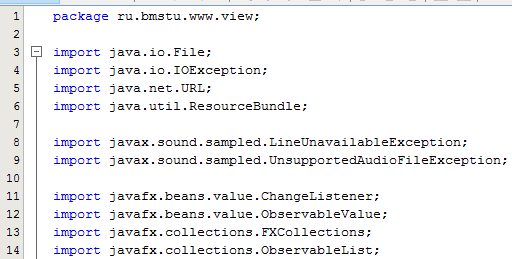 1 package ru.bmstu.www.view;
2
3 import java.io.File;
4 import java.io.IOException;
5 import java.net.URL;
6 import java.util.ResourceBundle;
7
8 import javax.sound.sampled.LineUnavailableException;
9 import javax.sound.sampled.UnsupportedAudioFileException;
10
11 import javafx.beans.value.ChangeListener;
12 import javafx.beans.value.ObservableValue;
13 import javafx.collections.FXCollections;
14 import javafx.collections.ObservableList;